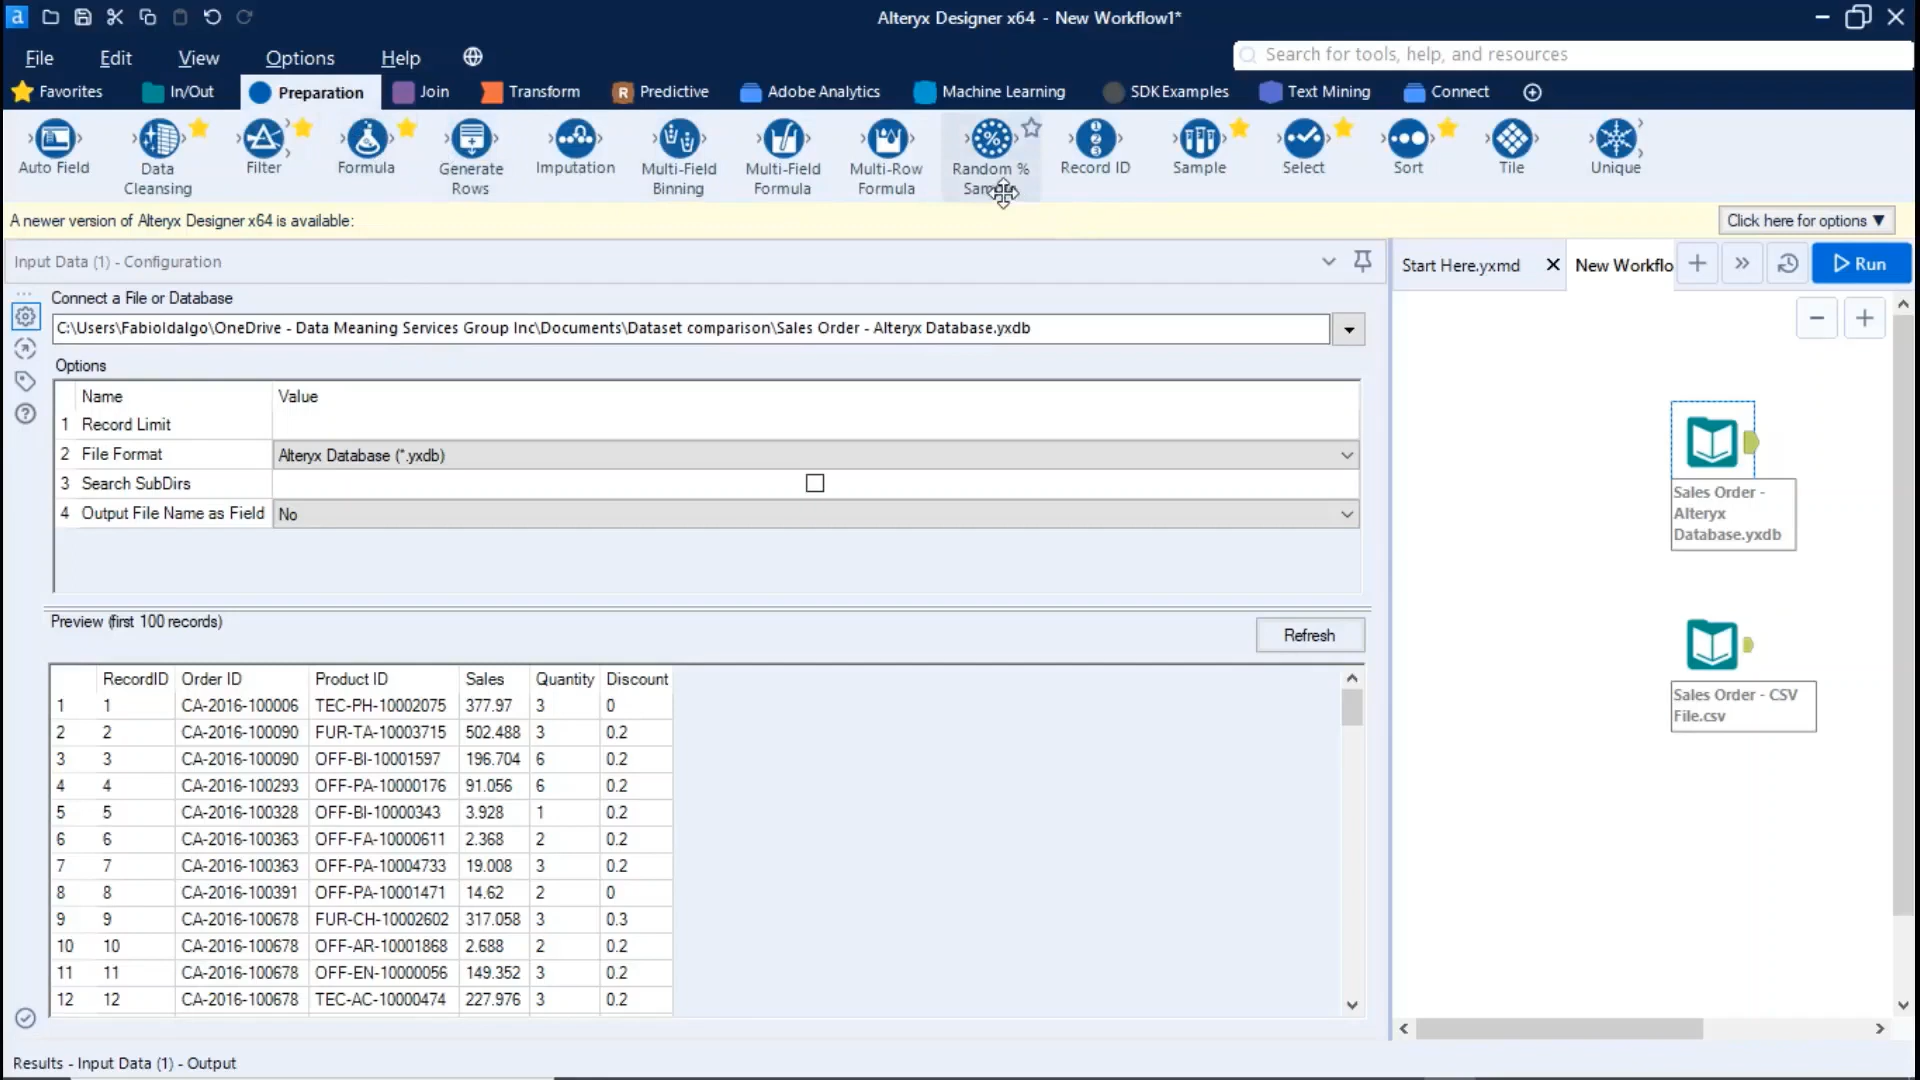 a
Alteryx Designer x64 - New Workflow1*
File Edit View Options Help
Search for tools, help, and resources
Favorites In/Out Preparation Join Transform R Predictive Adobe Analytics Machine Learning SDK Examples Text Mining Connect
Auto Field
Data Cleansing
Filter
Formula
Generate Rows
Imputation
Multi-Field Binning
Multi-Field Formula
Multi-Row Formula
Random % Sample
Record ID
Sample
Select
Sort
Tile
Unique
A newer version of Alteryx Designer x64 is available:
Click here for options ▼
Input Data (1) - Configuration
Start Here.yxmd
New Workflo
Run
Connect a File or Database
C:\Users\FabioIdalgo\OneDrive - Data Meaning Services Group Inc\Documents\Dataset comparison\Sales Order - Alteryx Database.yxdb
Options
Name Value
1 Record Limit
2 File Format Alteryx Database (*.yxdb)
3 Search SubDirs
4 Output File Name as Field No
Preview (first 100 records)
Refresh
RecordID Order ID Product ID Sales Quantity Discount
1 1 CA-2016-100006 TEC-PH-10002075 377.97 3 0
2 2 CA-2016-100090 FUR-TA-10003715 502.488 3 0.2
3 3 CA-2016-100090 OFF-BI-10001597 196.704 6 0.2
4 4 CA-2016-100293 OFF-PA-10000176 91.056 6 0.2
5 5 CA-2016-100328 OFF-BI-10000343 3.928 1 0.2
6 6 CA-2016-100363 OFF-FA-10000611 2.368 2 0.2
7 7 CA-2016-100363 OFF-PA-10004733 19.008 3 0.2
8 8 CA-2016-100391 OFF-PA-10001471 14.62 2 0
9 9 CA-2016-100678 FUR-CH-10002602 317.058 3 0.3
10 10 CA-2016-100678 OFF-AR-10001868 2.688 2 0.2
11 11 CA-2016-100678 OFF-EN-10000056 149.352 3 0.2
12 12 CA-2016-100678 TEC-AC-10000474 227.976 3 0.2
Sales Order -
Alteryx
Database.yxdb
Sales Order - CSV
File.csv
Results - Input Data (1) - Output